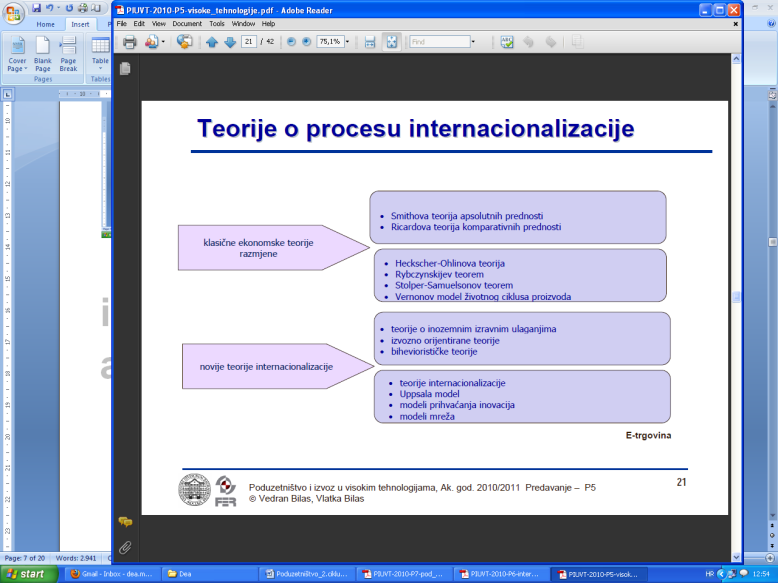 PIUVT-2010-P5-visoke_tehnologije.pdf - Adobe Reader
Home Insert
File Edit View Document Tools Window Help
21 / 42 75,1% Find
Cover Page Blank Page Page Break Table
Pages Tables
Teorije o procesu internacionalizacije
klasične ekonomske teorije
razmjene
• Smithova teorija apsolutnih prednosti
• Ricardova teorija komparativnih prednosti
• Heckscher-Ohlinova teorija
• Rybczynskijev teorem
• Stolper-Samuelsonov teorem
• Vernonov model životnog ciklusa proizvoda
novije teorije internacionalizacije
• teorije o inozemnim izravnim ulaganjima
• izvozno orijentirane teorije
• biheviorističke teorije
• teorije internacionalizacije
• Uppsala model
• modeli prihvaćanja inovacija
• modeli mreža
E-trgovina
FER
Poduzetništvo i izvoz u visokim tehnologijama, Ak. god. 2010/2011 Predavanje – P5
© Vedran Bilas, Vlatka Bilas
21
Page: 7 of 20 Words: 2.941
start Gmail - Inbox - dea.m... Dea Poduzetništvo_2.ciklu... PIUVT-2010-P7-pod_... PIUVT-2010-P6-inter... PIUVT-2010-P5-visok... HR 12:54